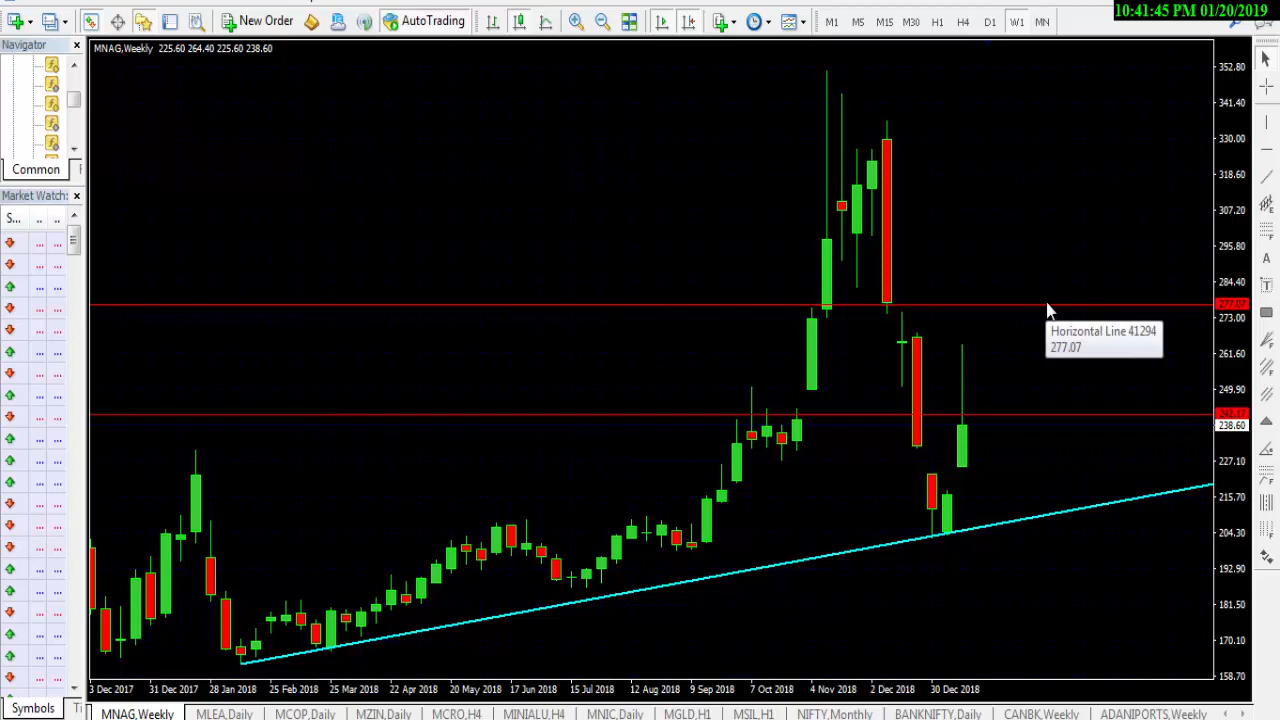 10:41:45 PM 01/20/2019
New Order
AutoTrading
M1 M5 M15 H1 H4 D1 W1 MN
Navigator
Common
Market Watch:
S... .. ..
MNAG,Weekly 225.60 264.40 225.60 238.60
352.80
341.40
330.00
318.60
307.20
295.80
284.40
277.07
273.00
Horizontal Line 41294
277.07
261.60
249.90
242.17
238.60
227.10
215.70
204.30
192.90
181.50
170.10
158.70
3 Dec 2017 31 Dec 2017 28 Jan 2018 25 Feb 2018 25 Mar 2018 22 Apr 2018 20 May 2018 17 Jun 2018 15 Jul 2018 12 Aug 2018 9 Sep 2018 7 Oct 2018 4 Nov 2018 2 Dec 2018 30 Dec 2018
Symbols Ti
MNAG,Weekly MLEA,Daily MCOP,Daily MZIN,Daily MCRO,H4 MINIALU,H4 MNIC,Daily MGLD,H1 MSIL,H1 NIFTY,Monthly BANKNIFTY,Daily CANBK,Weekly ADANIPORTS,Weekly